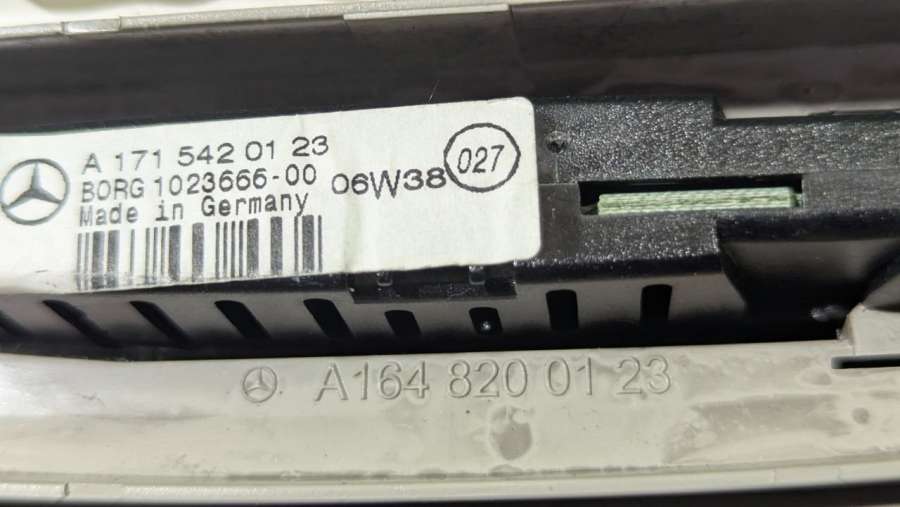 A 171 542 01 23
BORG 1023666-00
Made in Germany
06W38
027
A164 820 01 23